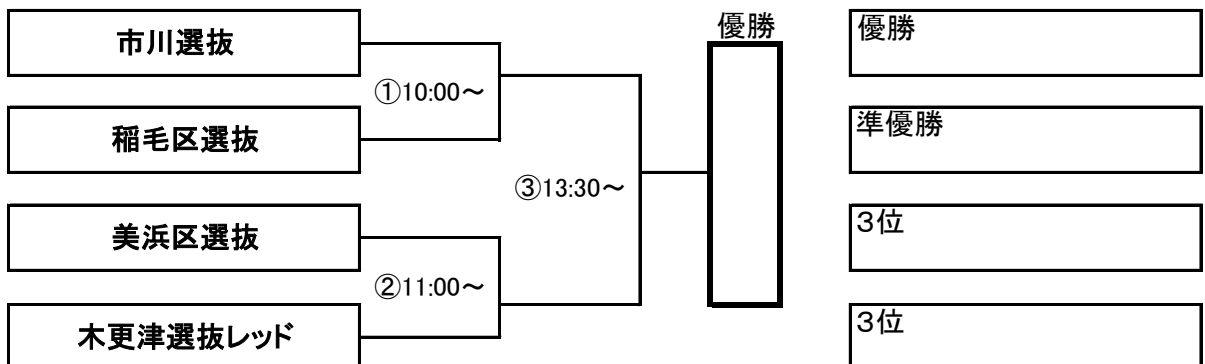 市川選抜
①10:00～
稲毛区選抜
③13:30～
美浜区選抜
②11:00～
木更津選抜レッド
優勝
優勝
準優勝
３位
３位